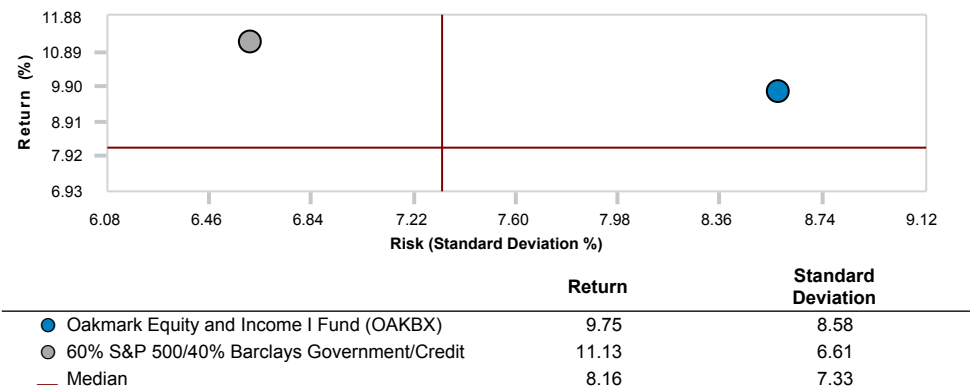 11.88
10.89
9.90
8.91
7.92
6.93
Return (%)
6.08 6.46 6.84 7.22 7.60 7.98 8.36 8.74 9.12
Risk (Standard Deviation %)
Return Standard Deviation
Oakmark Equity and Income I Fund (OAKBX) 9.75 8.58
60% S&P 500/40% Barclays Government/Credit 11.13 6.61
Median 8.16 7.33